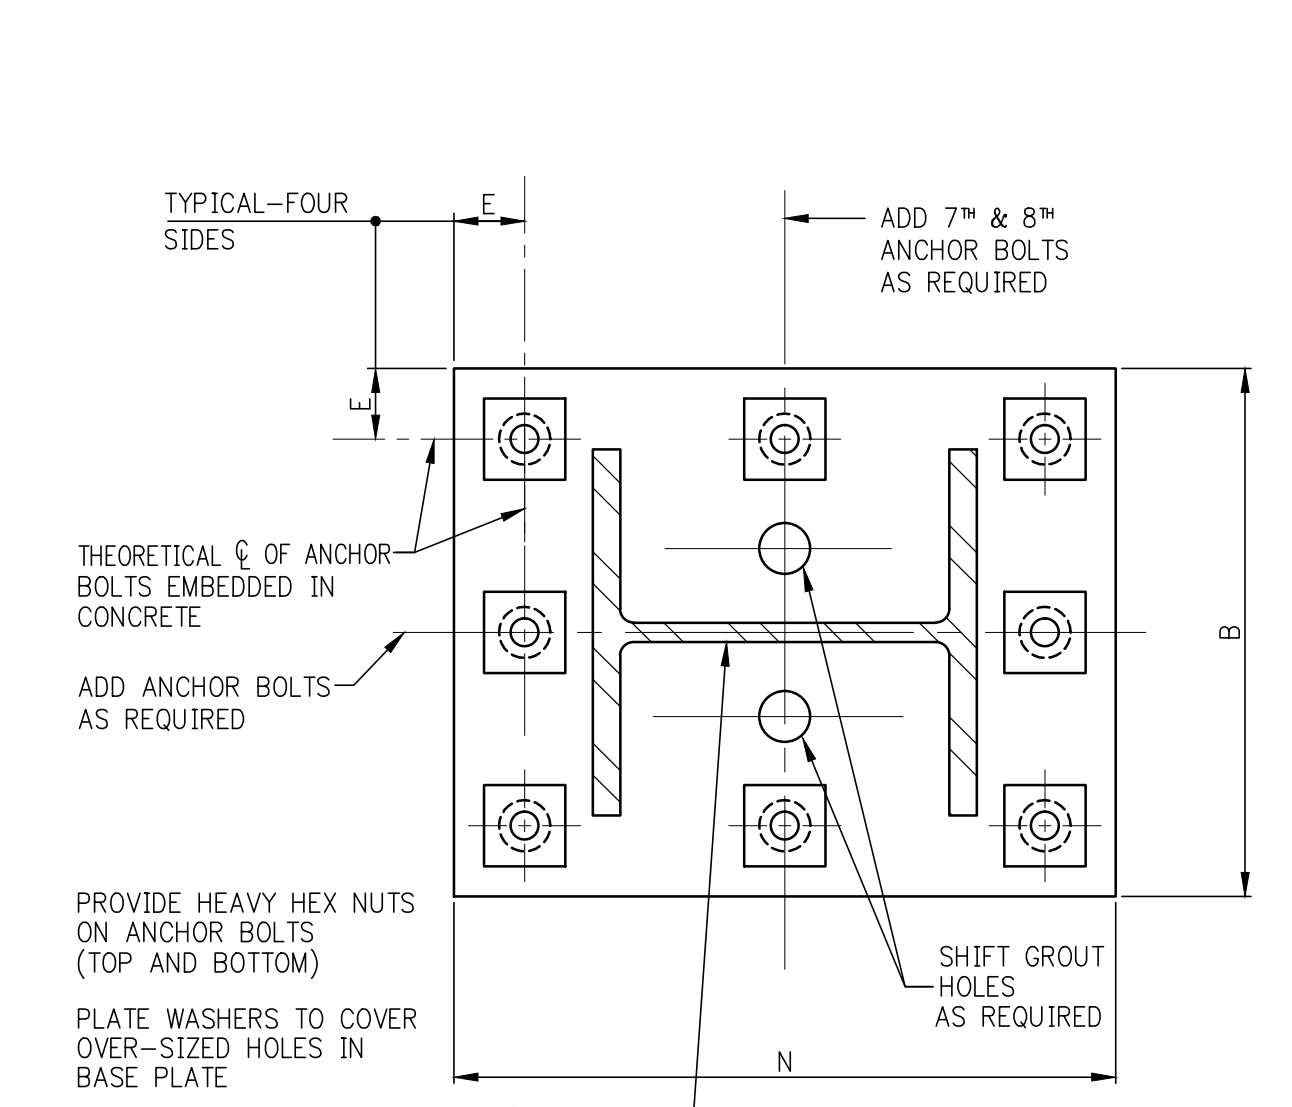 TYPICAL-FOUR
SIDES
E
E
ADD 7TH & 8TH
ANCHOR BOLTS
AS REQUIRED
THEORETICAL ℄ OF ANCHOR
BOLTS EMBEDDED IN
CONCRETE
ADD ANCHOR BOLTS
AS REQUIRED
B
PROVIDE HEAVY HEX NUTS
ON ANCHOR BOLTS
(TOP AND BOTTOM)
PLATE WASHERS TO COVER
OVER-SIZED HOLES IN
BASE PLATE
SHIFT GROUT
HOLES
AS REQUIRED
N